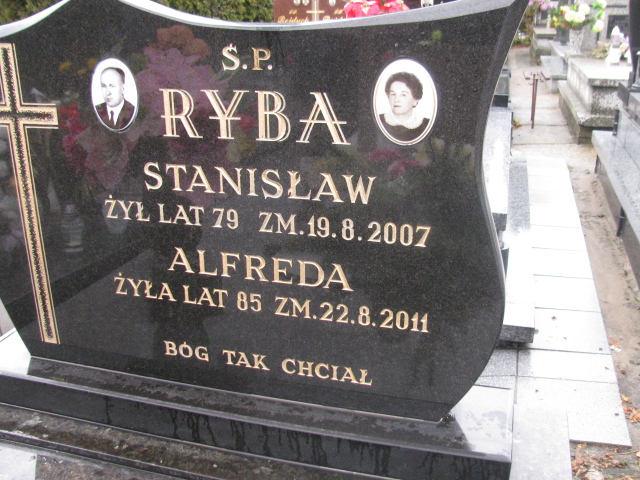 Ś.P.
RYBA
STANISŁAW
ŻYŁ LAT 79 ZM. 19.8.2007
ALFREDA
ŻYŁA LAT 85 ZM. 22.8.2011
BÓG TAK CHCIAŁ